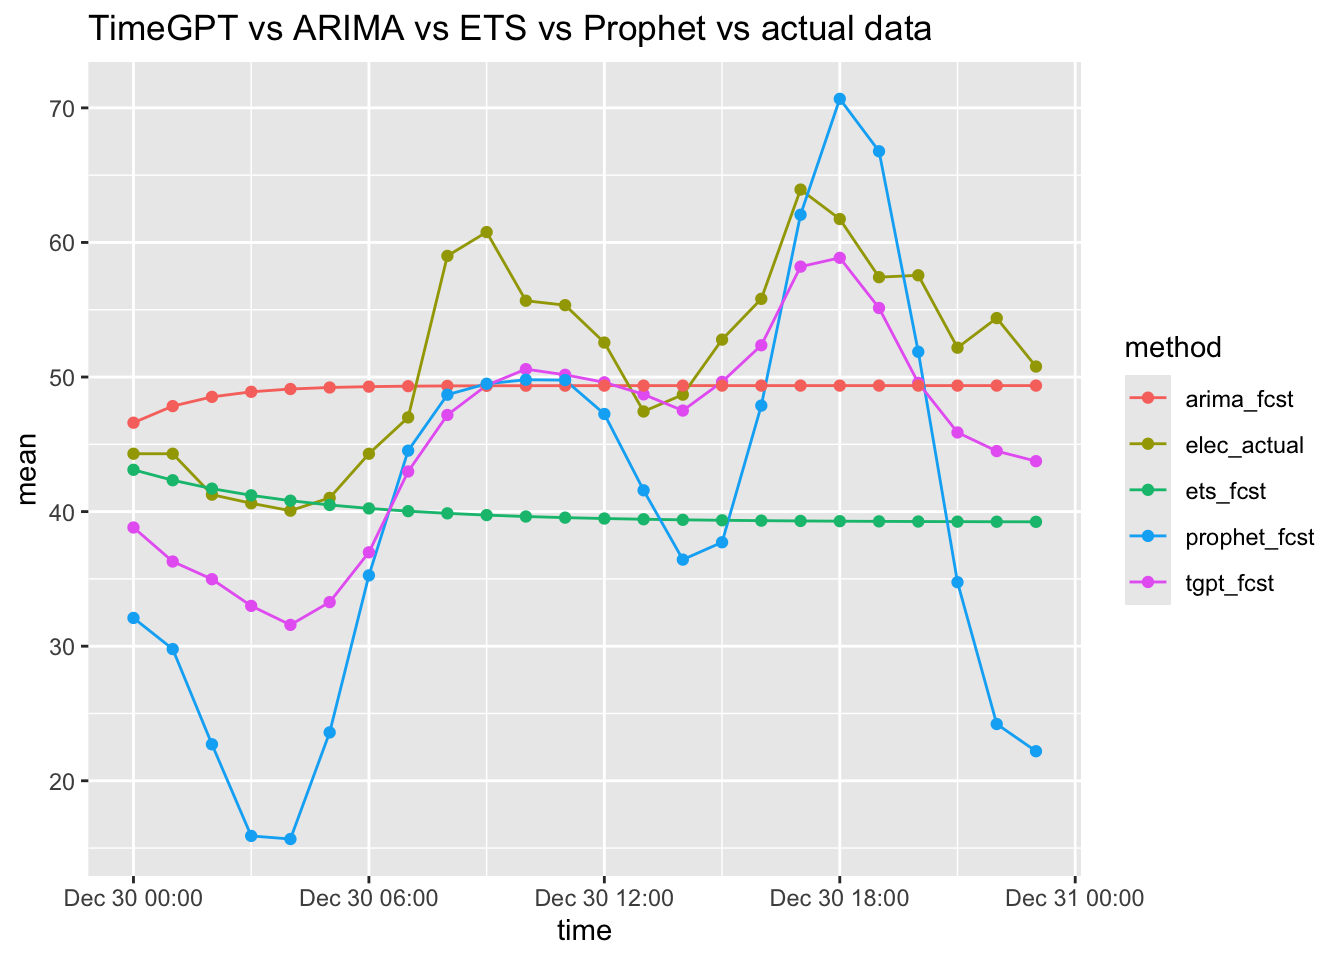 TimeGPT vs ARIMA vs ETS vs Prophet vs actual data
70
60
50
40
30
20
mean
Dec 30 00:00 Dec 30 06:00 Dec 30 12:00 Dec 30 18:00 Dec 31 00:00
time
method
arima_fcst
elec_actual
ets_fcst
prophet_fcst
tgpt_fcst